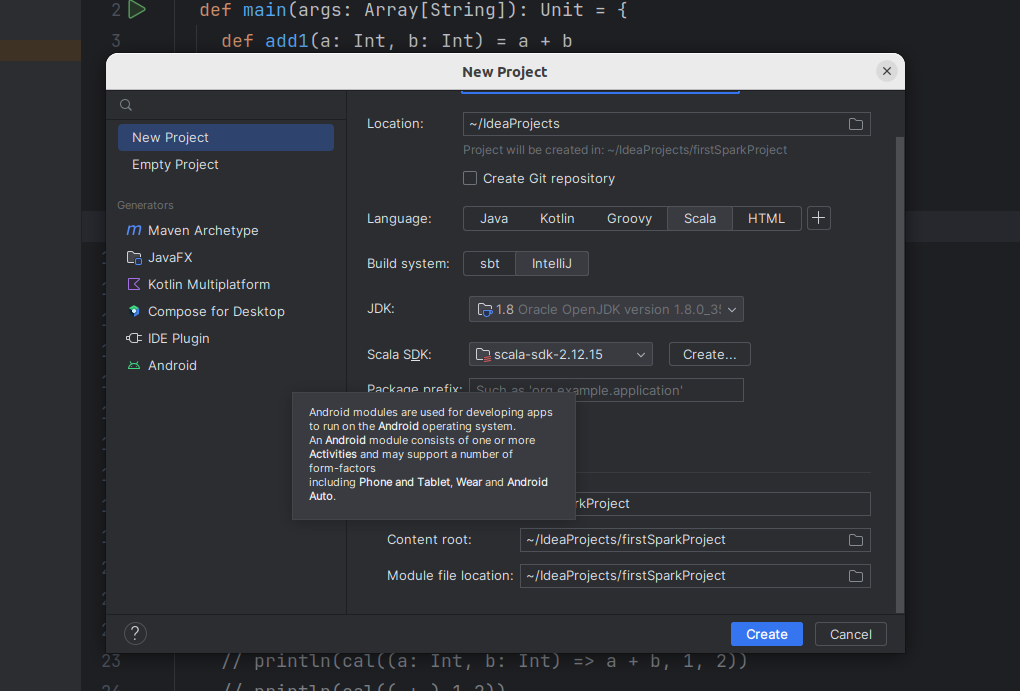 2 def main(args: Array[String]): Unit = {
3 def add1(a: Int, b: Int) = a + b
New Project
New Project
Empty Project
Generators
Maven Archetype
JavaFX
Kotlin Multiplatform
Compose for Desktop
IDE Plugin
Android
Location: ~/IdeaProjects
Project will be created in: ~/IdeaProjects/firstSparkProject
Create Git repository
Language: Java Kotlin Groovy Scala HTML +
Build system: sbt IntelliJ
JDK: 1.8 Oracle OpenJDK version 1.8.0_35
Scala SDK: scala-sdk-2.12.15 Create...
Package prefix: Such as 'org.example.application'
Android modules are used for developing apps
to run on the Android operating system.
An Android module consists of one or more
Activities and may support a number of
form-factors
including Phone and Tablet, Wear and Android
Auto.
rkProject
Content root: ~/IdeaProjects/firstSparkProject
Module file location: ~/IdeaProjects/firstSparkProject
? Create Cancel
23 // println(cal((a: Int, b: Int) => a + b, 1, 2))